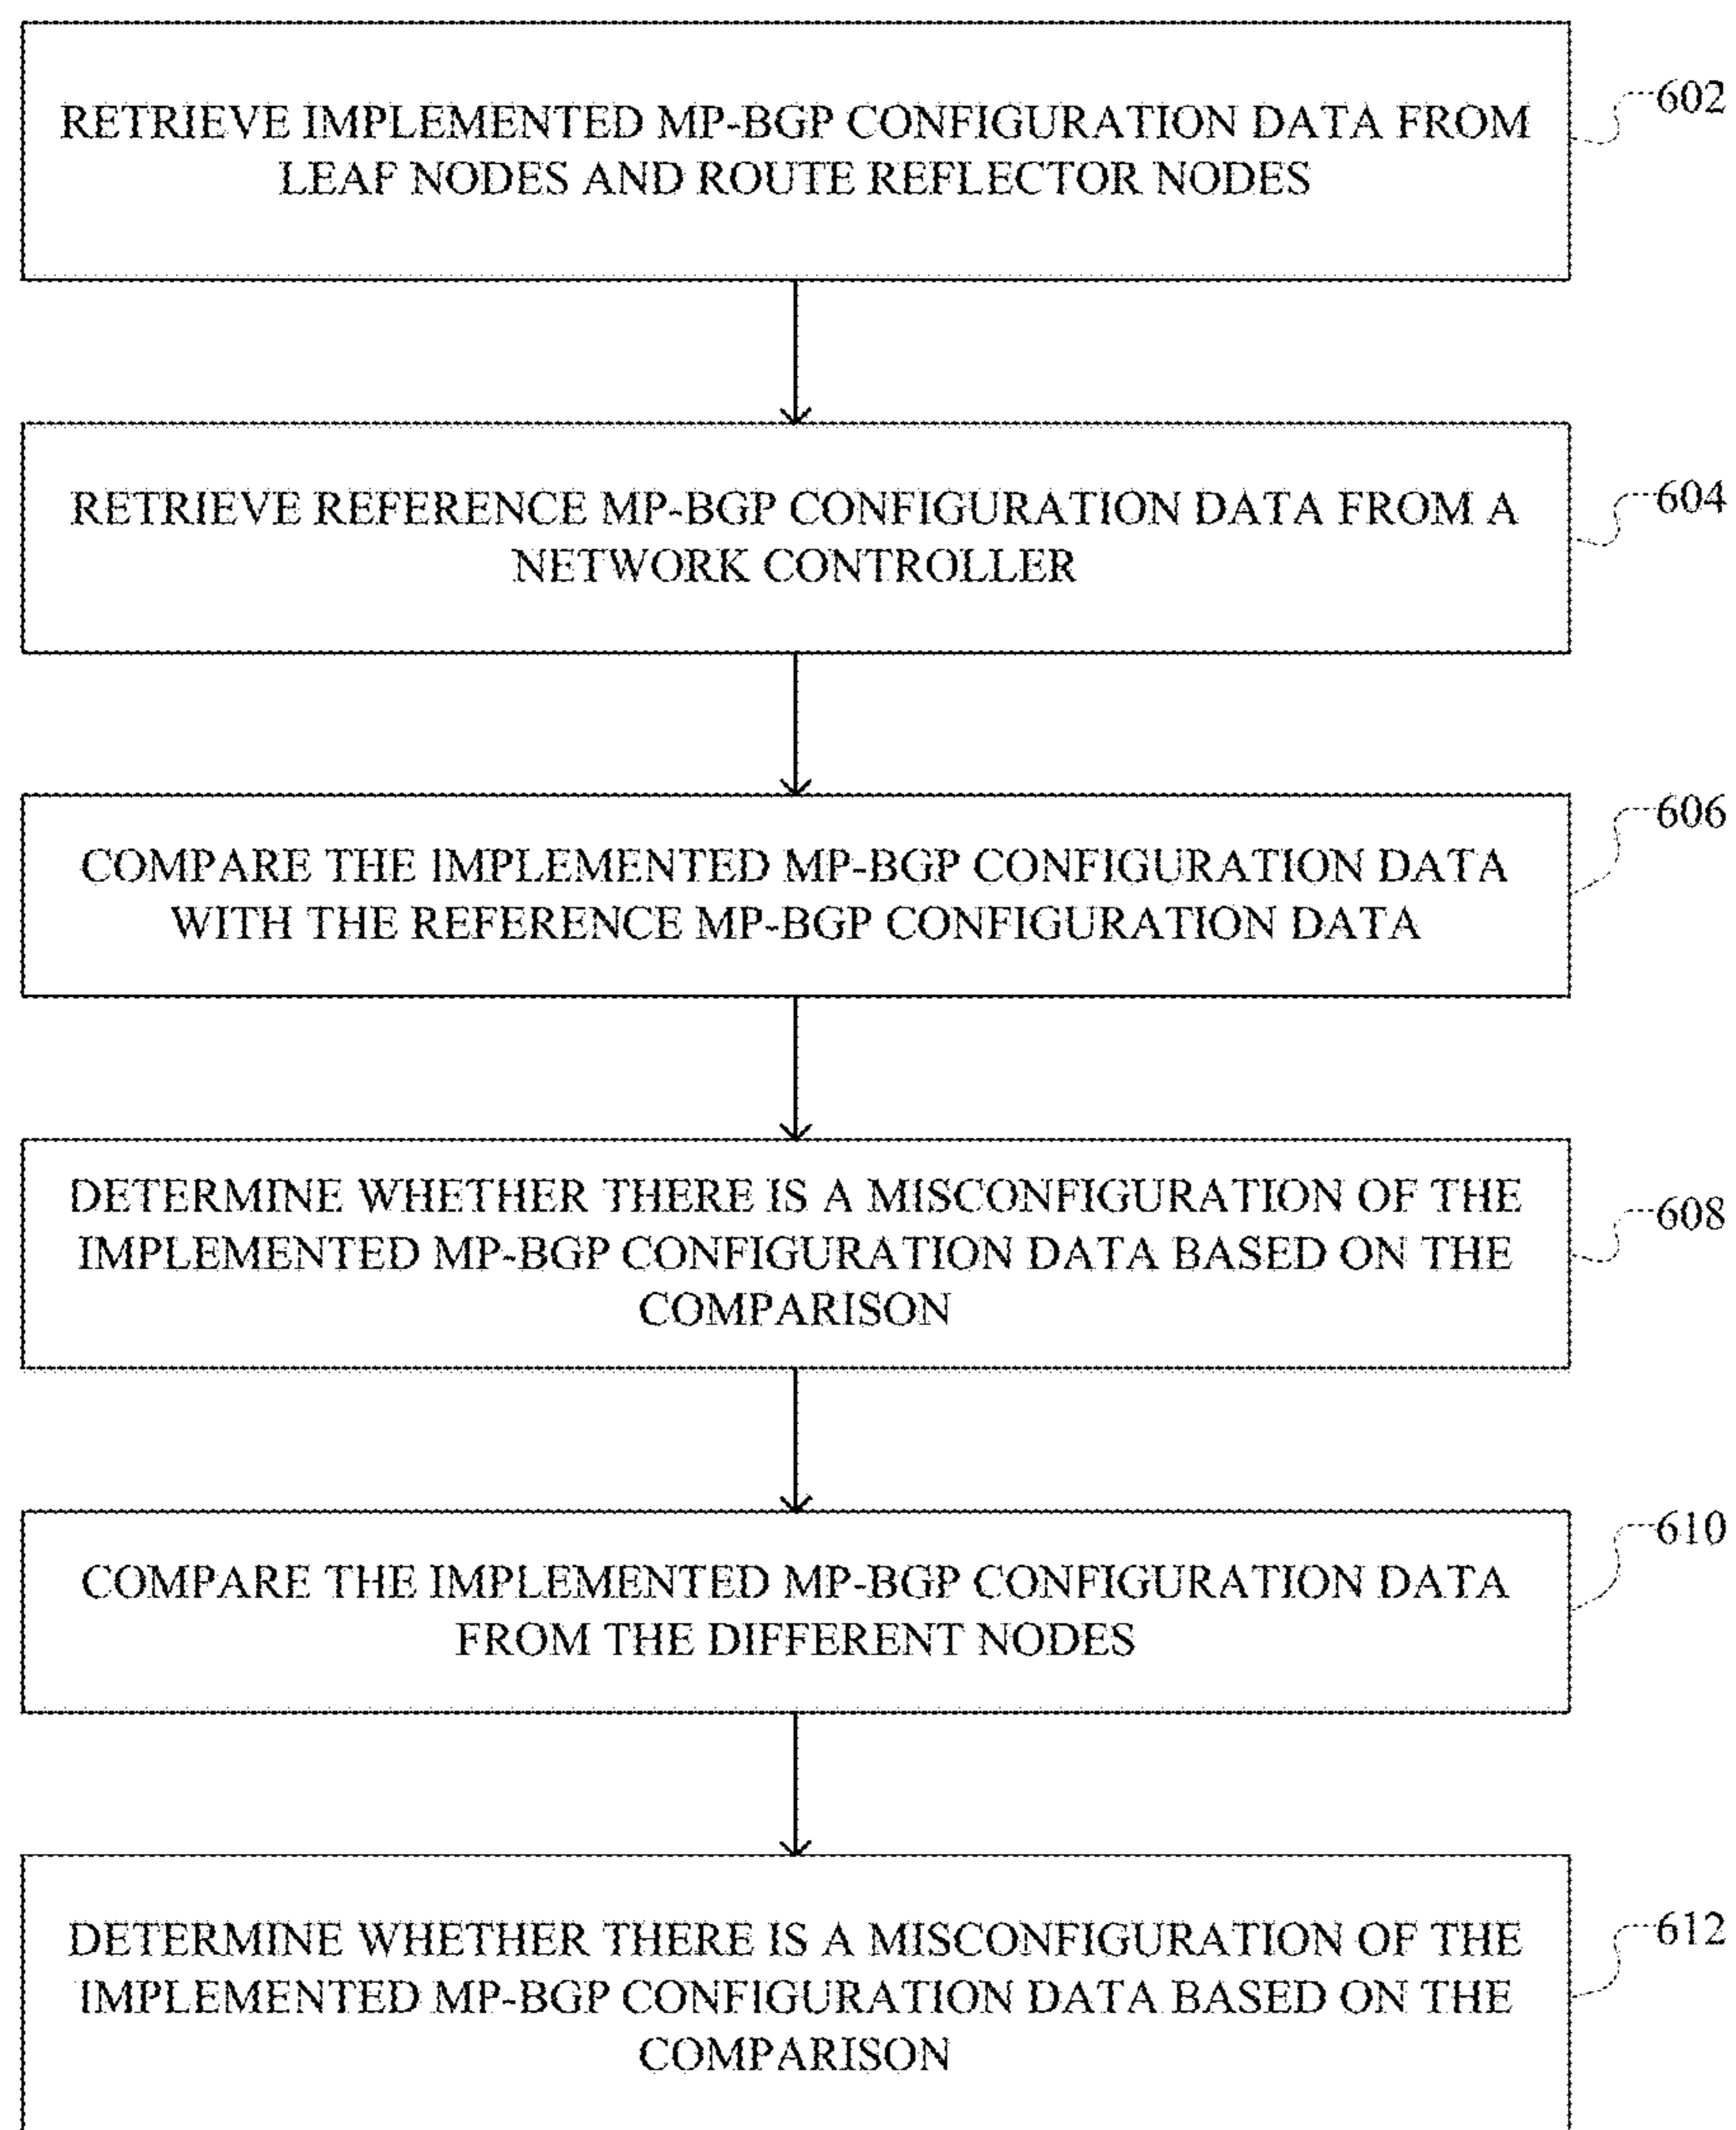 RETRIEVE IMPLEMENTED MP-BGP CONFIGURATION DATA FROM
LEAF NODES AND ROUTE REFLECTOR NODES
602
RETRIEVE REFERENCE MP-BGP CONFIGURATION DATA FROM A
NETWORK CONTROLLER
604
COMPARE THE IMPLEMENTED MP-BGP CONFIGURATION DATA
WITH THE REFERENCE MP-BGP CONFIGURATION DATA
606
DETERMINE WHETHER THERE IS A MISCONFIGURATION OF THE
IMPLEMENTED MP-BGP CONFIGURATION DATA BASED ON THE
COMPARISON
608
COMPARE THE IMPLEMENTED MP-BGP CONFIGURATION DATA
FROM THE DIFFERENT NODES
610
DETERMINE WHETHER THERE IS A MISCONFIGURATION OF THE
IMPLEMENTED MP-BGP CONFIGURATION DATA BASED ON THE
COMPARISON
612